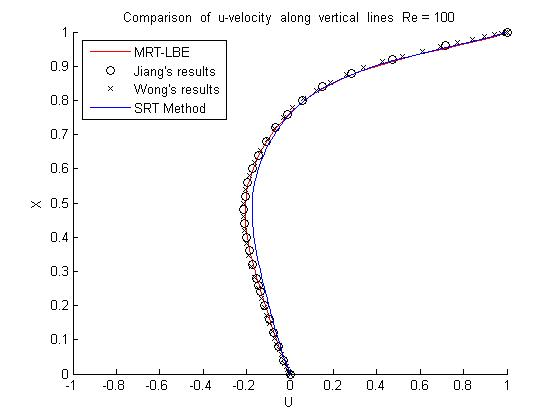 Comparison of u-velocity along vertical lines Re = 100
MRT-LBE
Jiang's results
Wong's results
SRT Method
1
0.9
0.8
0.7
0.6
0.5
0.4
0.3
0.2
0.1
0
X
-1 -0.8 -0.6 -0.4 -0.2 0 0.2 0.4 0.6 0.8 1
U